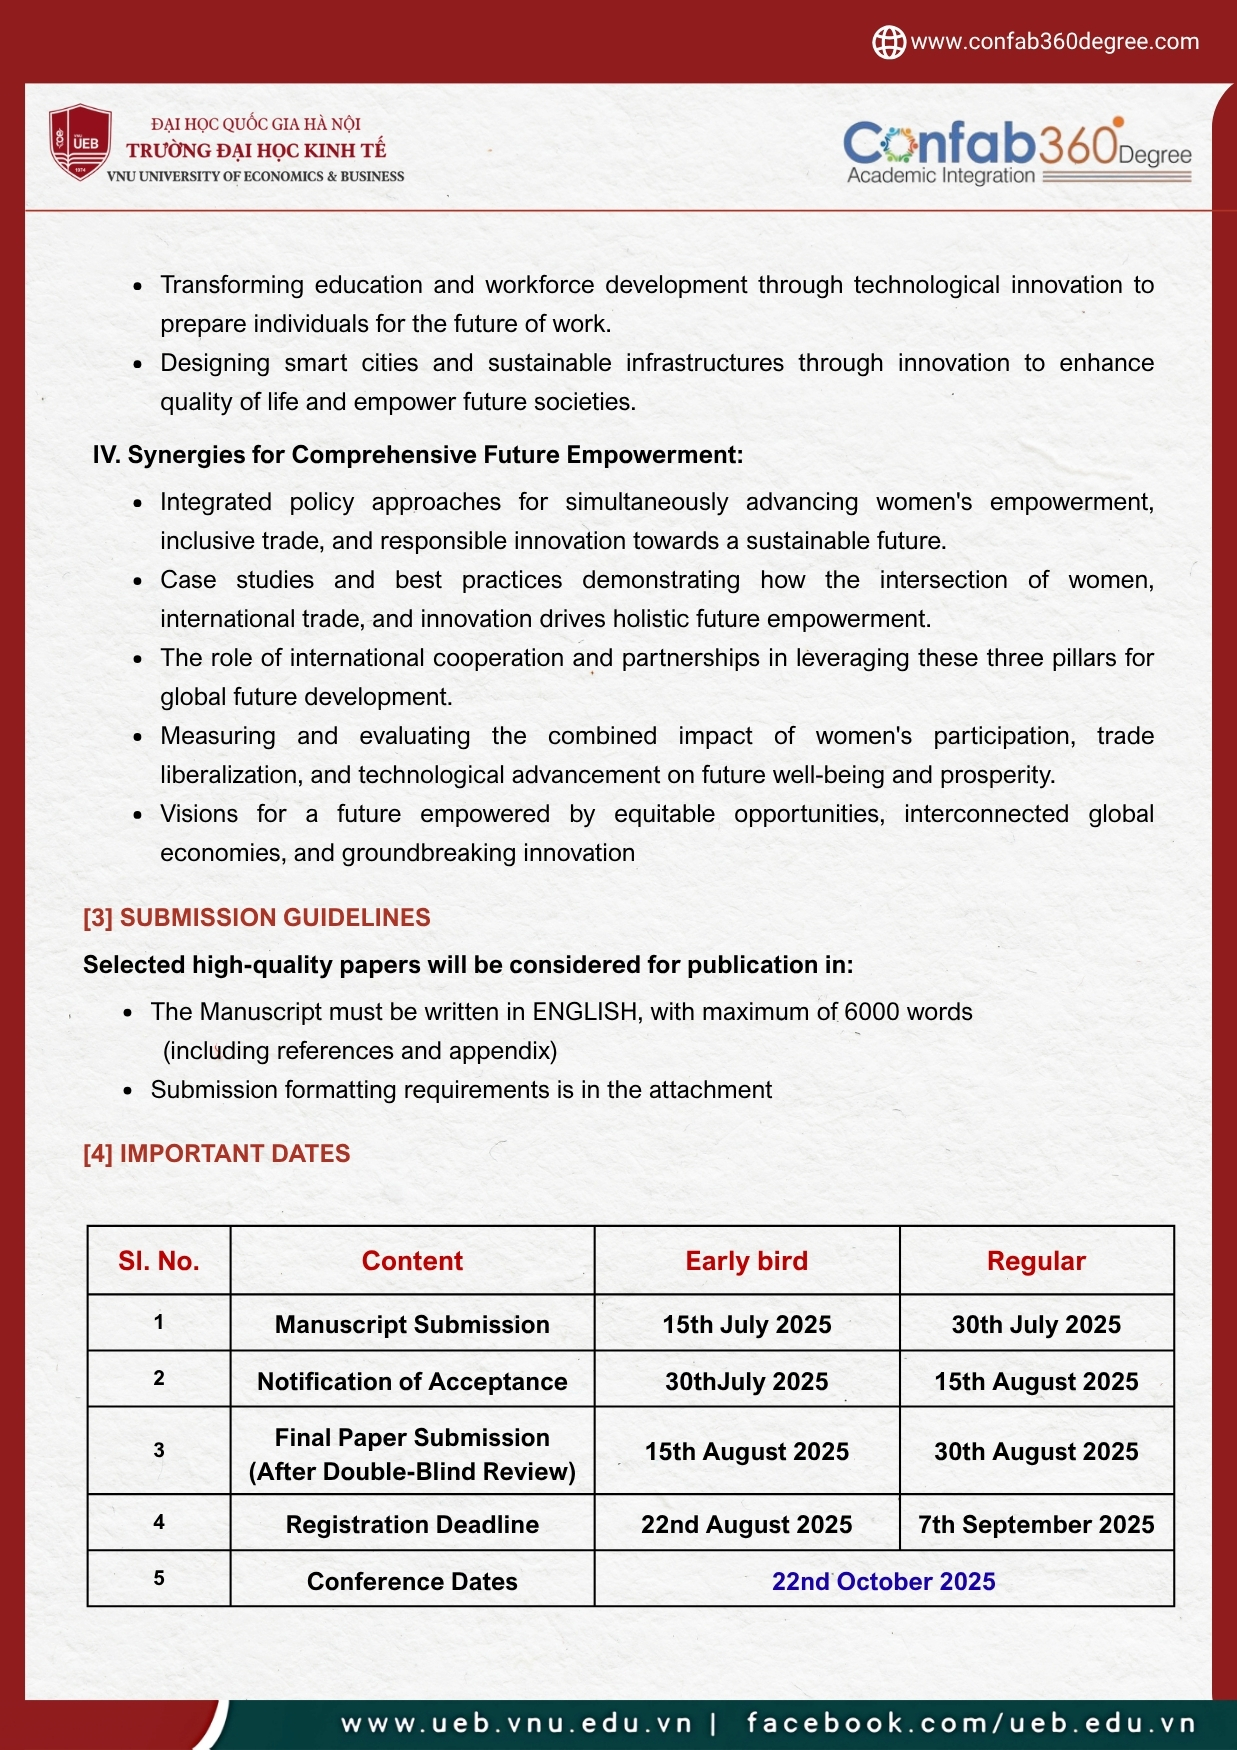 www.confab360degree.com
ĐẠI HỌC QUỐC GIA HÀ NỘI
TRƯỜNG ĐẠI HỌC KINH TẾ
VNU UNIVERSITY OF ECONOMICS & BUSINESS
VNU
UEB
1974
Confab360Degree
Academic Integration
• Transforming education and workforce development through technological innovation to
prepare individuals for the future of work.
• Designing smart cities and sustainable infrastructures through innovation to enhance
quality of life and empower future societies.
IV. Synergies for Comprehensive Future Empowerment:
• Integrated policy approaches for simultaneously advancing women's empowerment,
inclusive trade, and responsible innovation towards a sustainable future.
• Case studies and best practices demonstrating how the intersection of women,
international trade, and innovation drives holistic future empowerment.
• The role of international cooperation and partnerships in leveraging these three pillars for
global future development.
• Measuring and evaluating the combined impact of women's participation, trade
liberalization, and technological advancement on future well-being and prosperity.
• Visions for a future empowered by equitable opportunities, interconnected global
economies, and groundbreaking innovation
[3] SUBMISSION GUIDELINES
Selected high-quality papers will be considered for publication in:
• The Manuscript must be written in ENGLISH, with maximum of 6000 words
(including references and appendix)
• Submission formatting requirements is in the attachment
[4] IMPORTANT DATES
Sl. No. Content Early bird Regular
1 Manuscript Submission 15th July 2025 30th July 2025
2 Notification of Acceptance 30thJuly 2025 15th August 2025
3 Final Paper Submission
(After Double-Blind Review) 15th August 2025 30th August 2025
4 Registration Deadline 22nd August 2025 7th September 2025
5 Conference Dates 22nd October 2025
www.ueb.vnu.edu.vn | facebook.com/ueb.edu.vn